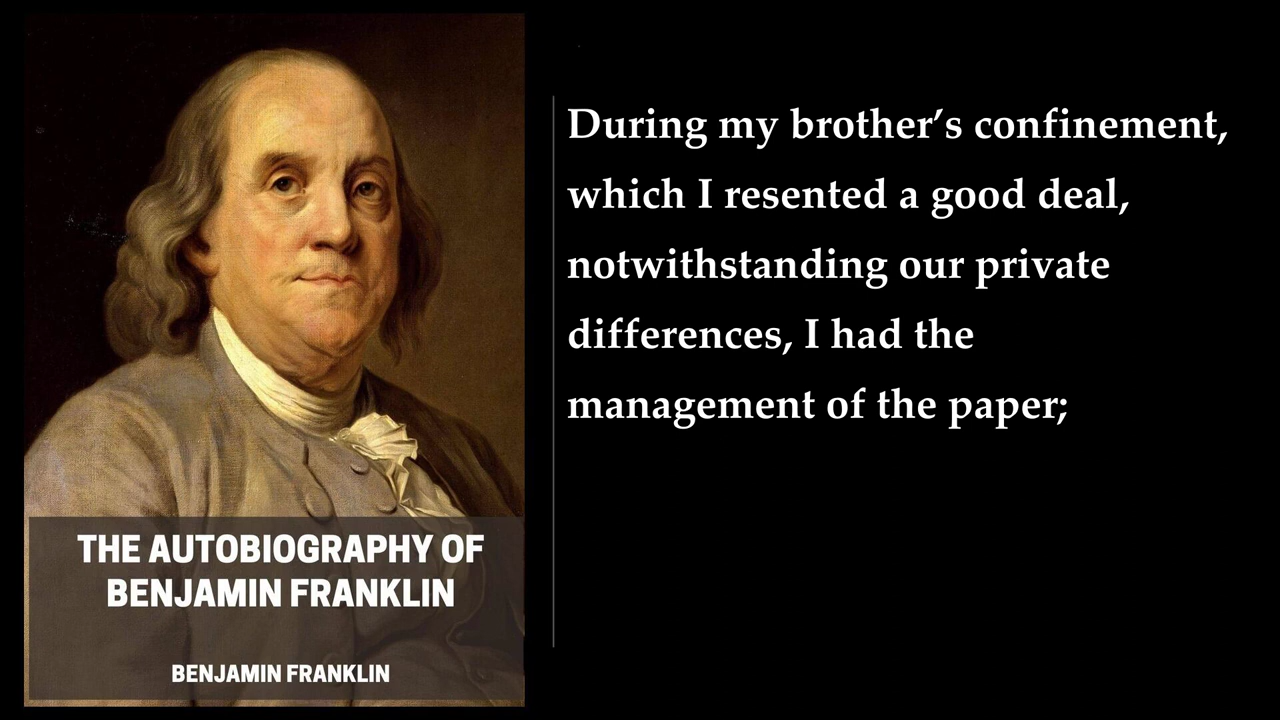 THE AUTOBIOGRAPHY OF
BENJAMIN FRANKLIN
BENJAMIN FRANKLIN
During my brother’s confinement,
which I resented a good deal,
notwithstanding our private
differences, I had the
management of the paper;